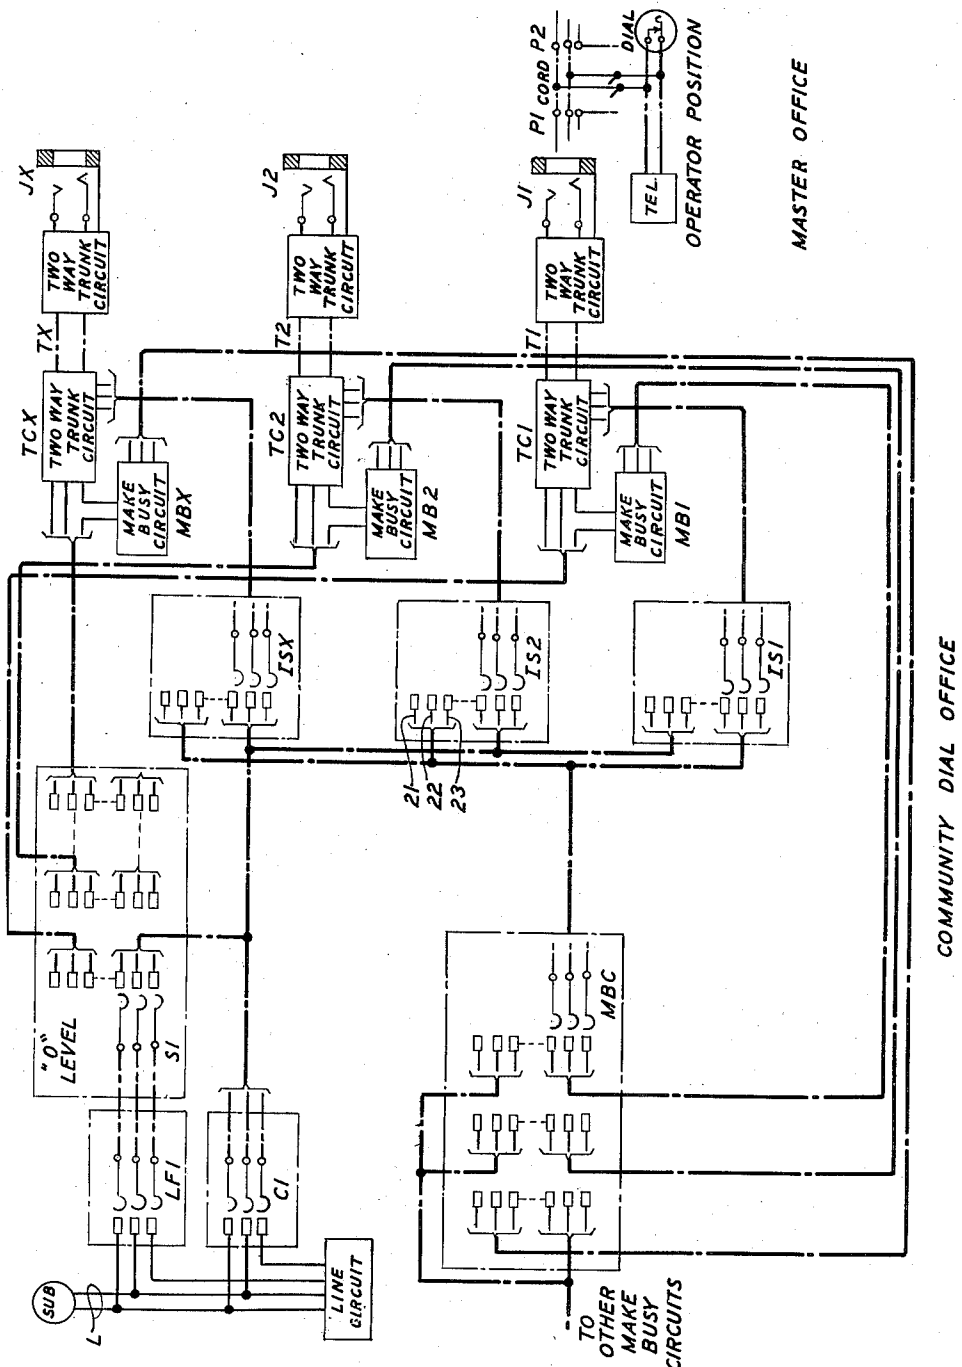 JX
TWO
WAY
TRUNK
CIRCUIT
TX
TCX
TWO WAY
TRUNK
CIRCUIT
MAKE
BUSY
CIRCUIT
MBX
J2
TWO
WAY
TRUNK
CIRCUIT
T2
TC2
TWO WAY
TRUNK
CIRCUIT
MAKE
BUSY
CIRCUIT
MB2
J1
TWO
WAY
TRUNK
CIRCUIT
T1
TC1
TWO WAY
TRUNK
CIRCUIT
MAKE
BUSY
CIRCUIT
MB1
P1 CORD P2
DIAL
TEL.
OPERATOR POSITION
MASTER OFFICE
ISX
IS2
IS1
21
22
23
"O"
LEVEL
S1
LF1
C1
SUB
L
LINE
CIRCUIT
MBC
TO
OTHER
MAKE
BUSY
CIRCUITS
COMMUNITY DIAL OFFICE